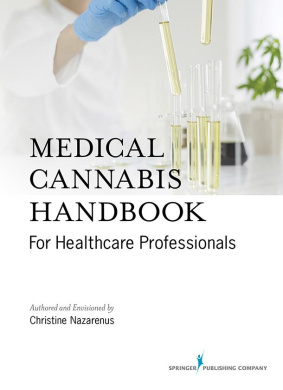 MEDICAL
CANNABIS
HANDBOOK
For Healthcare Professionals
Authored and Envisioned by
Christine Nazarenus
SPRINGER PUBLISHING COMPANY